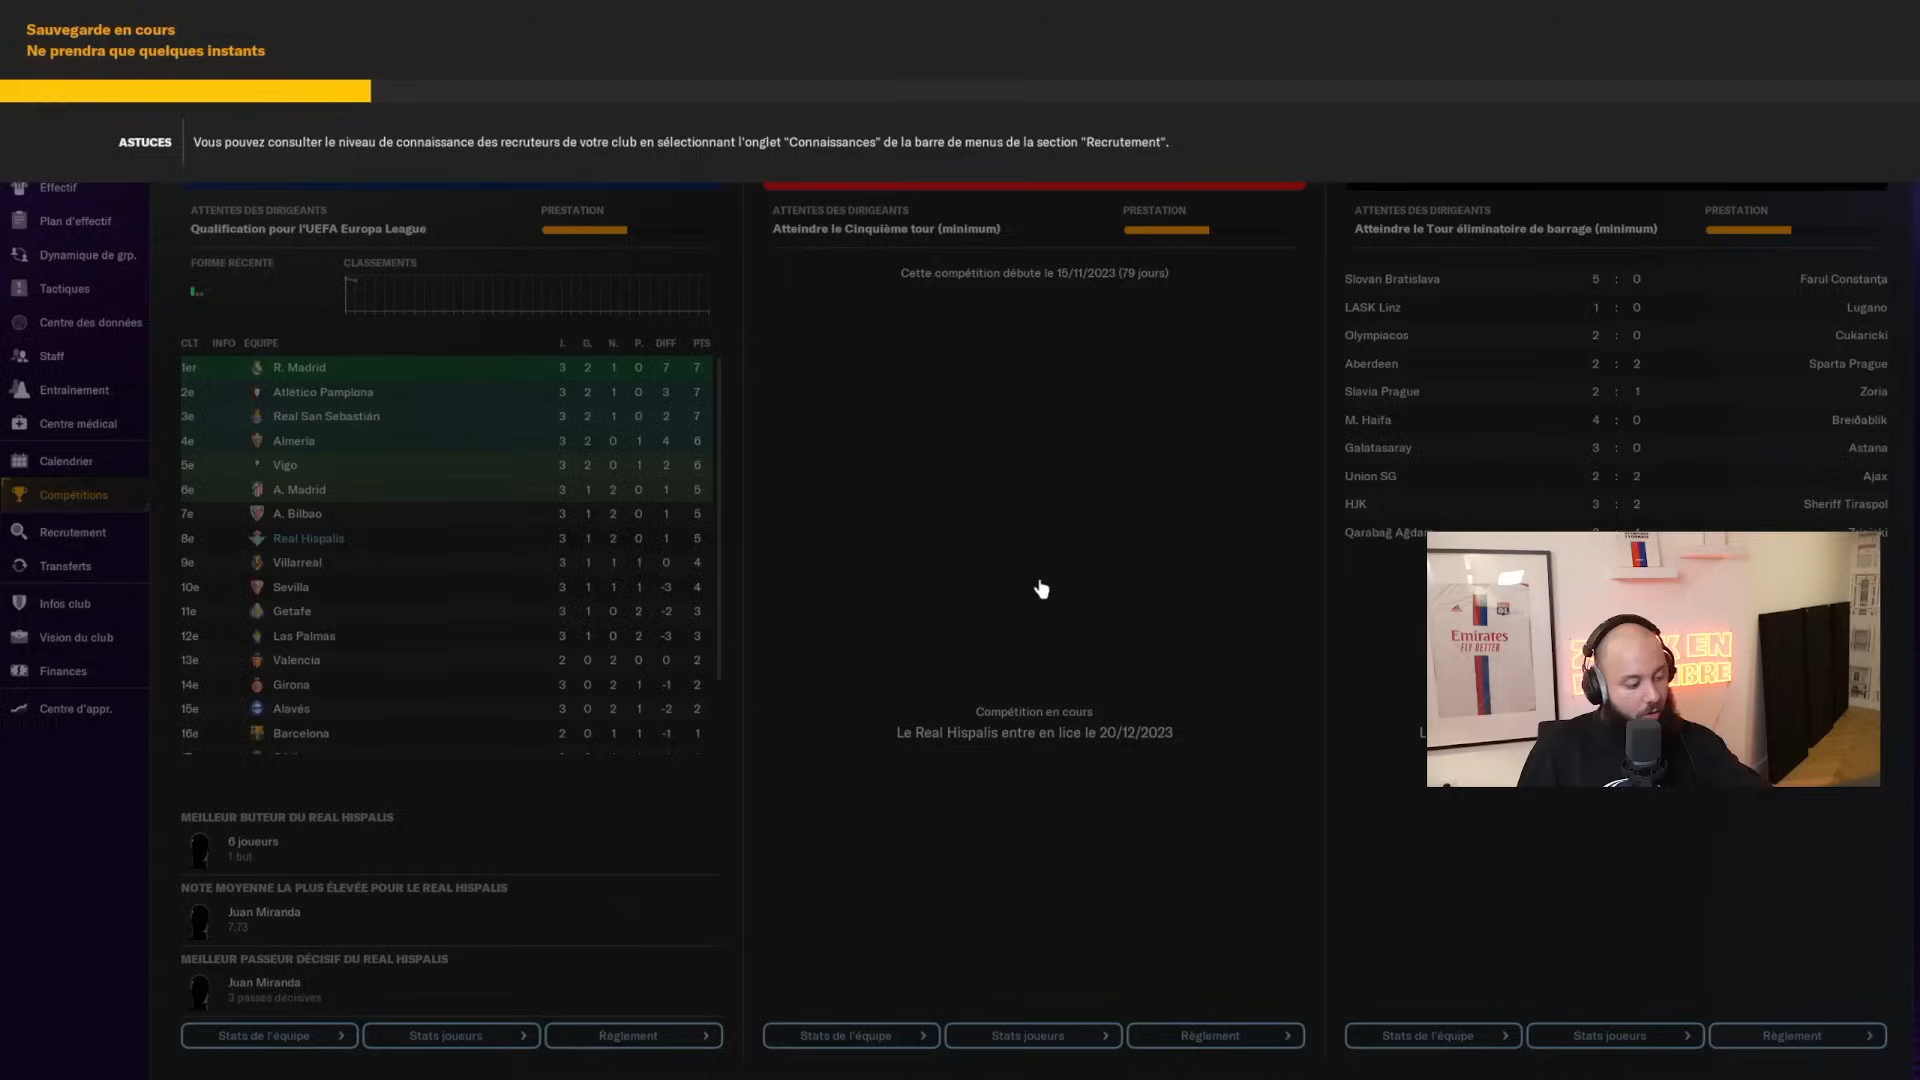 Sauvegarde en cours
Ne prendra que quelques instants
ASTUCES Vous pouvez consulter le niveau de connaissance des recruteurs de votre club en sélectionnant l'onglet "Connaissances" de la barre de menus de la section "Recrutement".
Effectif
Plan d'effectif
Dynamique de grp.
Tactiques
Centre des données
Staff
Entraînement
Centre médical
Calendrier
Compétitions
Recrutement
Transferts
Infos club
Vision du club
Finances
Centre d'appr.
ATTENTES DES DIRIGEANTS PRESTATION
Qualification pour l'UEFA Europa League
FORME RÉCENTE CLASSEMENTS
CLT INFO ÉQUIPE J. G. N. P. DIFF PTS
1er R. Madrid 3 2 1 0 7 7
2e Atlético Pamplona 3 2 1 0 3 7
3e Real San Sebastián 3 2 1 0 2 7
4e Almería 3 2 0 1 4 6
5e Vigo 3 2 0 1 2 6
6e A. Madrid 3 1 2 0 1 5
7e A. Bilbao 3 1 2 0 1 5
8e Real Hispalis 3 1 2 0 1 5
9e Villarreal 3 1 1 1 0 4
10e Sevilla 3 1 1 1 -3 4
11e Getafe 3 1 0 2 -2 3
12e Las Palmas 3 1 0 2 -3 3
13e Valencia 2 0 2 0 0 2
14e Girona 3 0 2 1 -1 2
15e Alavés 3 0 2 1 -2 2
16e Barcelona 2 0 1 1 -1 1
MEILLEUR BUTEUR DU REAL HISPALIS
6 joueurs
1 but
NOTE MOYENNE LA PLUS ÉLEVÉE POUR LE REAL HISPALIS
Juan Miranda
7,73
MEILLEUR PASSEUR DÉCISIF DU REAL HISPALIS
Juan Miranda
3 passes décisives
Stats de l'équipe Stats joueurs Règlement
ATTENTES DES DIRIGEANTS PRESTATION
Atteindre le Cinquième tour (minimum)
Cette compétition débute le 15/11/2023 (79 jours)
Compétition en cours
Le Real Hispalis entre en lice le 20/12/2023
Stats de l'équipe Stats joueurs Règlement
ATTENTES DES DIRIGEANTS PRESTATION
Atteindre le Tour éliminatoire de barrage (minimum)
Slovan Bratislava 5 : 0 Farul Constanța
LASK Linz 1 : 0 Lugano
Olympiacos 2 : 0 Cukaricki
Aberdeen 2 : 2 Sparta Prague
Slavia Prague 2 : 1 Zoria
M. Haifa 4 : 0 Breiðablik
Galatasaray 3 : 0 Astana
Union SG 2 : 2 Ajax
HJK 3 : 2 Sheriff Tiraspol
Qarabağ Ağdam
Emirates
FLY BETTER
EN
Stats de l'équipe Stats joueurs Règlement